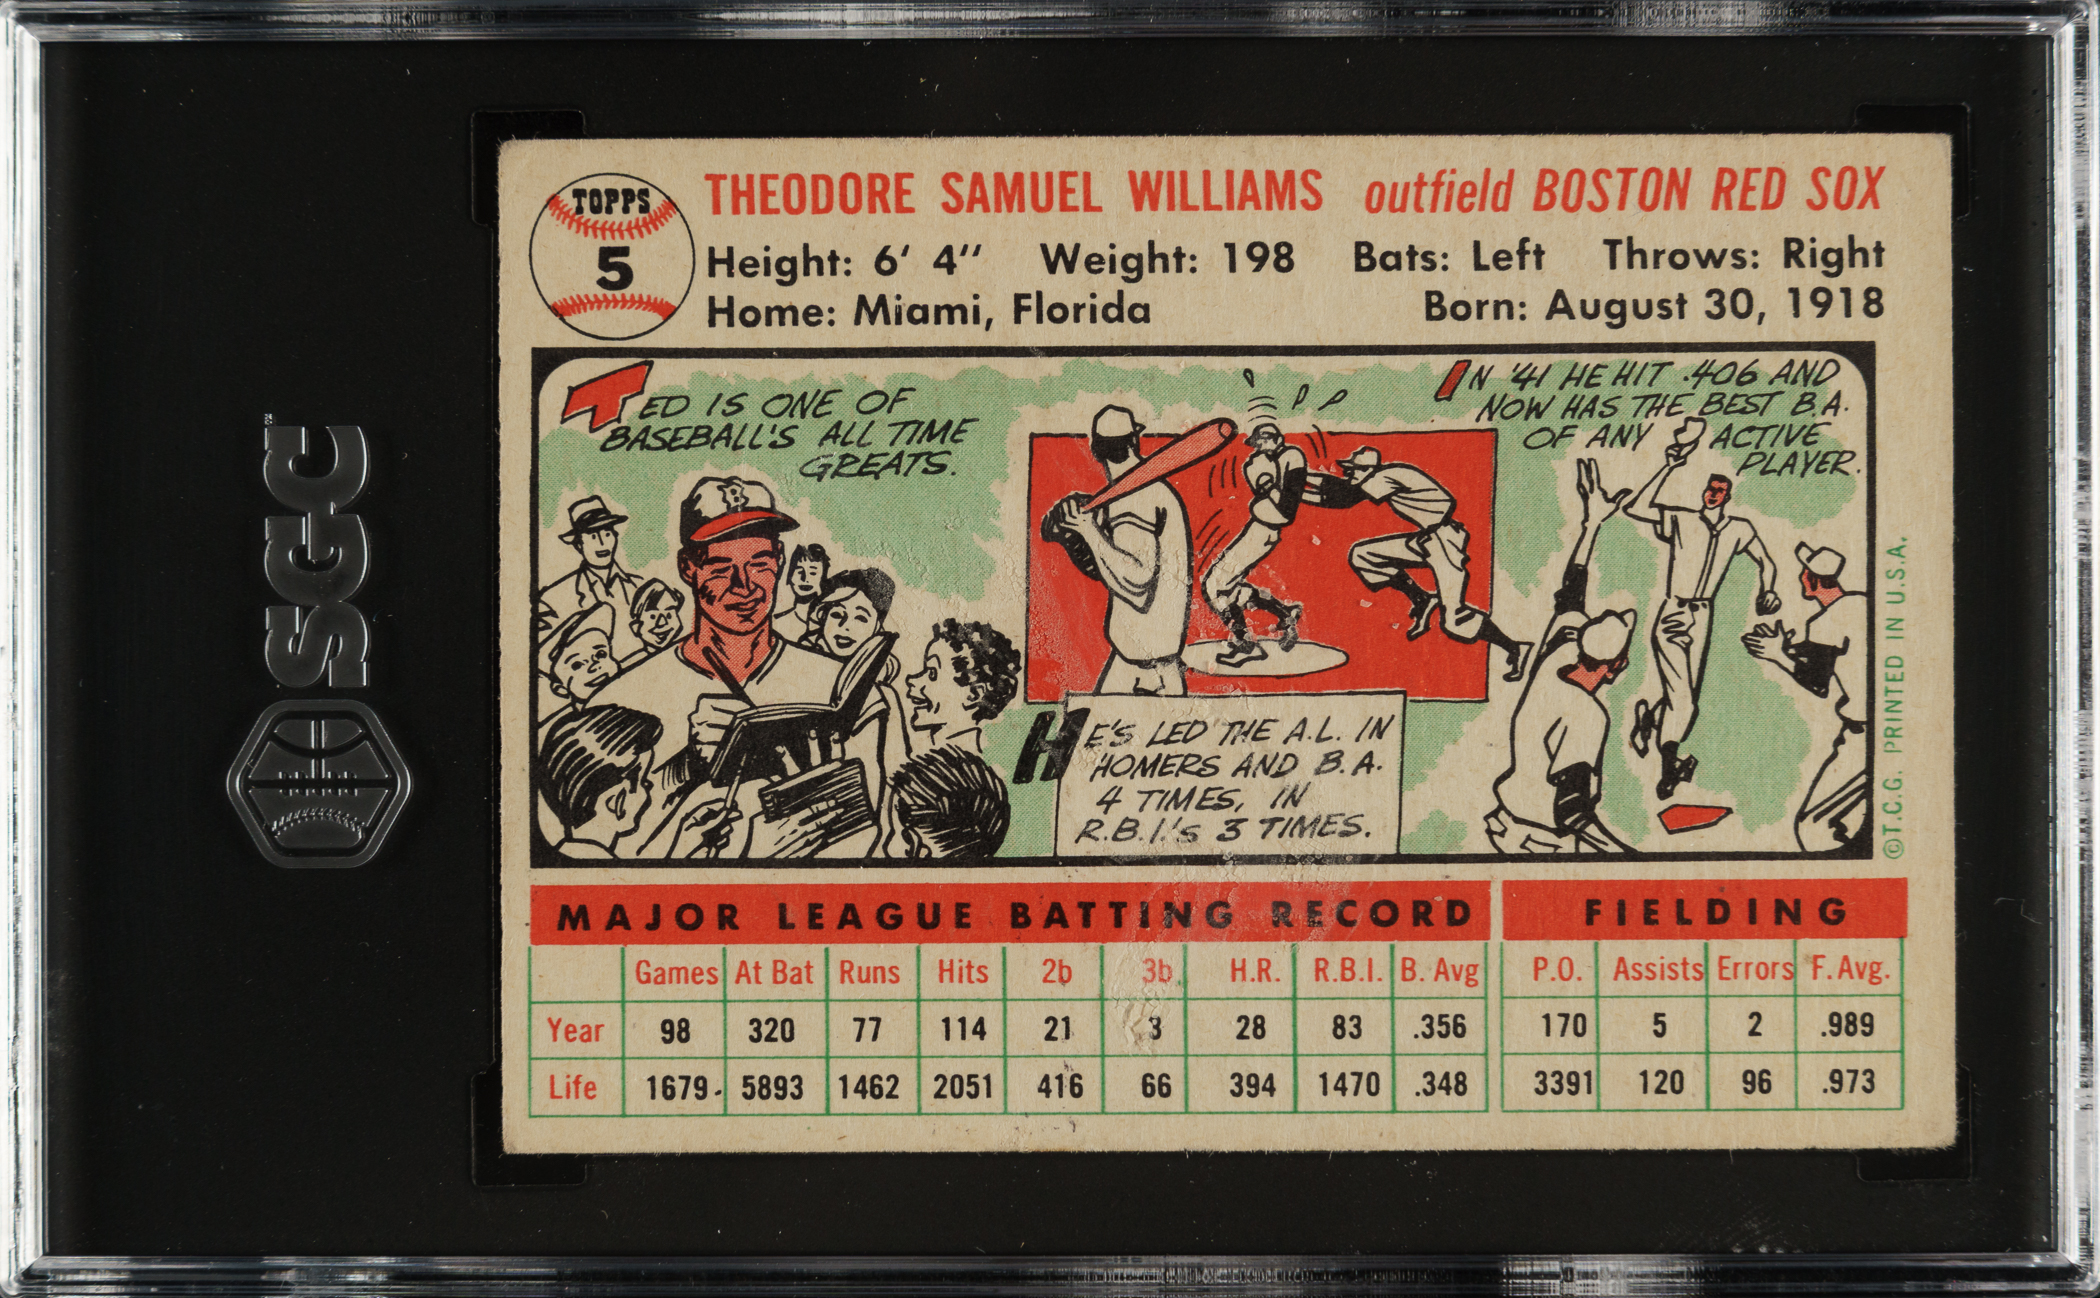 SGC
TOPPS
5
THEODORE SAMUEL WILLIAMS outfield BOSTON RED SOX
Height: 6' 4" Weight: 198 Bats: Left Throws: Right
Home: Miami, Florida Born: August 30, 1918
TED IS ONE OF
BASEBALL'S ALL TIME
GREATS.
B
IN '41 HE HIT .406 AND
NOW HAS THE BEST B.A.
OF ANY ACTIVE
PLAYER.
HE'S LED THE A.L. IN
HOMERS AND B.A.
4 TIMES, IN
R.B.I.'s 3 TIMES.
©T.C.G. PRINTED IN U.S.A.
MAJOR LEAGUE BATTING RECORD FIELDING
Games At Bat Runs Hits 2b 3b H.R. R.B.I. B. Avg P.O. Assists Errors F. Avg.
Year 98 320 77 114 21 3 28 83 .356 170 5 2 .989
Life 1679 5893 1462 2051 416 66 394 1470 .348 3391 120 96 .973